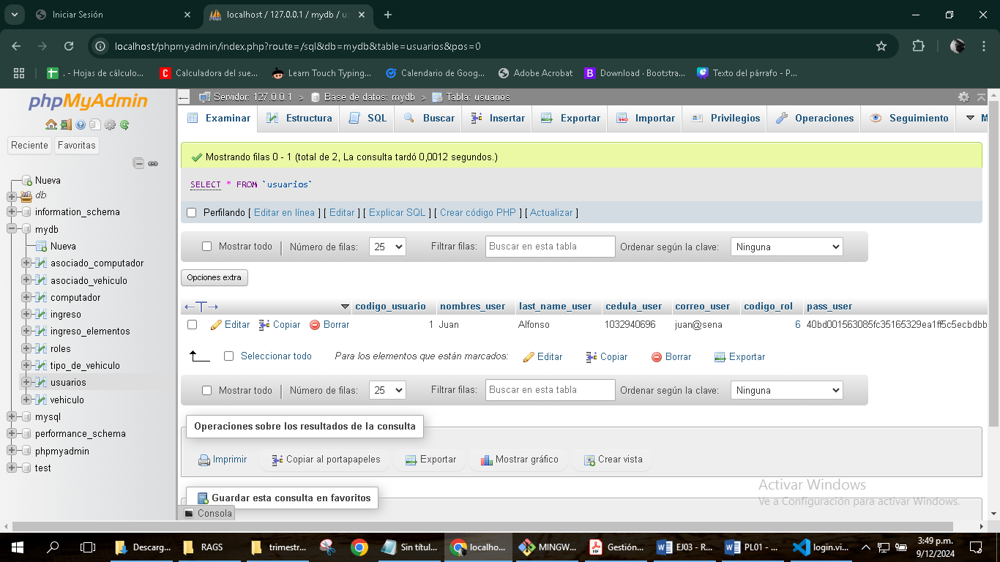 Iniciar Sesión
localhost / 127.0.0.1 / mydb / us
localhost/phpmyadmin/index.php?route=/sql&db=mydb&table=usuarios&pos=0
. - Hojas de cálculo...
Calculadora del sue...
Learn Touch Typing...
Calendario de Goog...
Adobe Acrobat
Download · Bootstra...
Texto del párrafo - P...
phpMyAdmin
Reciente
Favoritas
Nueva
db
information_schema
mydb
Nueva
asociado_computador
asociado_vehiculo
computador
ingreso
ingreso_elementos
roles
tipo_de_vehiculo
usuarios
vehiculo
mysql
performance_schema
phpmyadmin
test
Servidor: 127.0.0.1 » Base de datos: mydb » Tabla: usuarios
Examinar Estructura SQL Buscar Insertar Exportar Importar Privilegios Operaciones Seguimiento M
Mostrando filas 0 - 1 (total de 2, La consulta tardó 0,0012 segundos.)
SELECT * FROM `usuarios`
Perfilando [ Editar en línea ] [ Editar ] [ Explicar SQL ] [ Crear código PHP ] [ Actualizar ]
Mostrar todo Número de filas: 25 Filtrar filas: Buscar en esta tabla Ordenar según la clave: Ninguna
Opciones extra
codigo_usuario nombres_user last_name_user cedula_user correo_user codigo_rol pass_user
Editar Copiar Borrar 1 Juan Alfonso 1032940696 juan@sena 6 40bd001563085fc35165329ea1ff5c5ecbdbb
Seleccionar todo Para los elementos que están marcados: Editar Copiar Borrar Exportar
Mostrar todo Número de filas: 25 Filtrar filas: Buscar en esta tabla Ordenar según la clave: Ninguna
Operaciones sobre los resultados de la consulta
Imprimir Copiar al portapapeles Exportar Mostrar gráfico Crear vista
Guardar esta consulta en favoritos
Consola
Activar Windows
Ve a Configuración para activar Windows.
Descarg...
RAGS
trimestr...
Sin títul...
localho...
MINGW...
Gestión...
EJ03 - R...
PL01 - ...
login.vi...
3:49 p.m.
9/12/2024